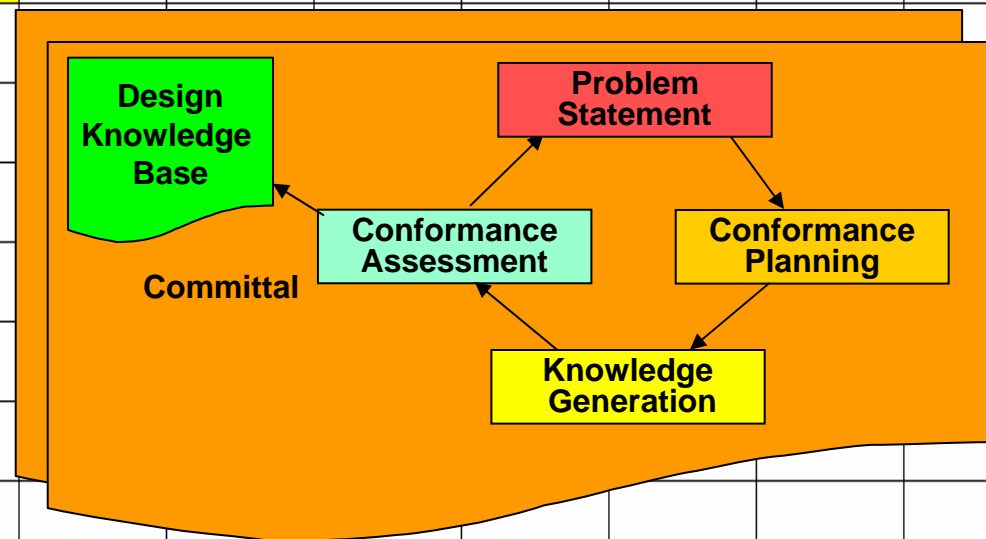 Design
Knowledge
Base
Problem
Statement
Conformance
Assessment
Conformance
Planning
Committal
Knowledge
Generation